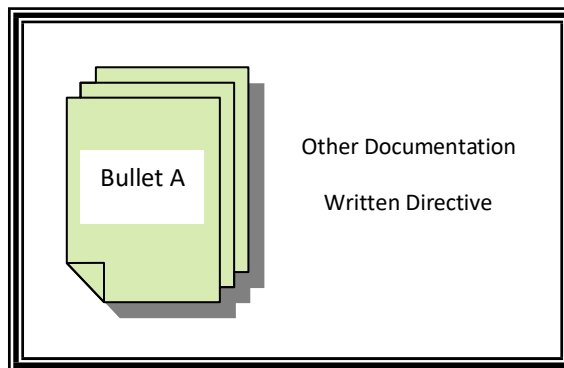 Bullet A
Other Documentation
Written Directive